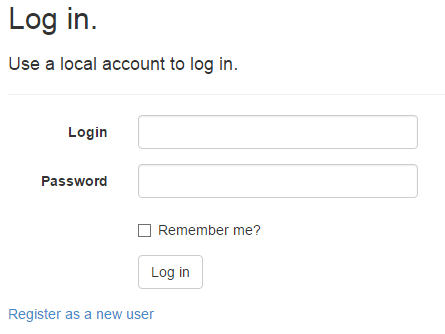 Log in.
Use a local account to log in.
Login
Password
Remember me?
Log in
Register as a new user